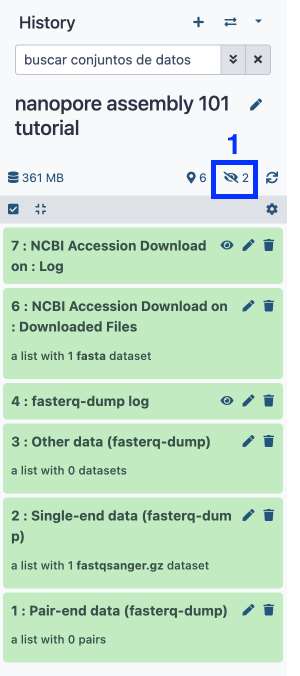 History
buscar conjuntos de datos
nanopore assembly 101
tutorial
1
361 MB
6
2
7 : NCBI Accession Download
on : Log
6 : NCBI Accession Download on
: Downloaded Files
a list with 1 fasta dataset
4 : fasterq-dump log
3 : Other data (fasterq-dump)
a list with 0 datasets
2 : Single-end data (fasterq-dum
p)
a list with 1 fastqsanger.gz dataset
1 : Pair-end data (fasterq-dump)
a list with 0 pairs